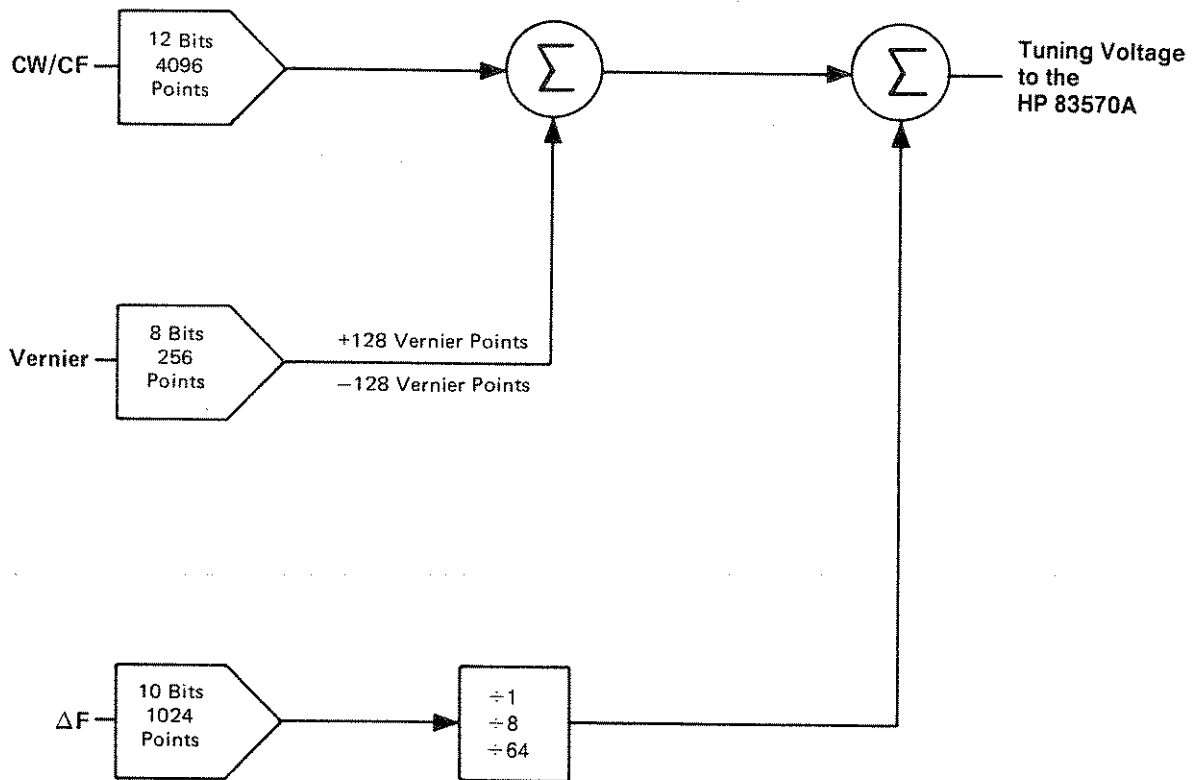 CW/CF
12 Bits
4096
Points
Σ
Σ
Tuning Voltage
to the
HP 83570A
Vernier
8 Bits
256
Points
+128 Vernier Points
−128 Vernier Points
ΔF
10 Bits
1024
Points
÷1
÷8
÷64